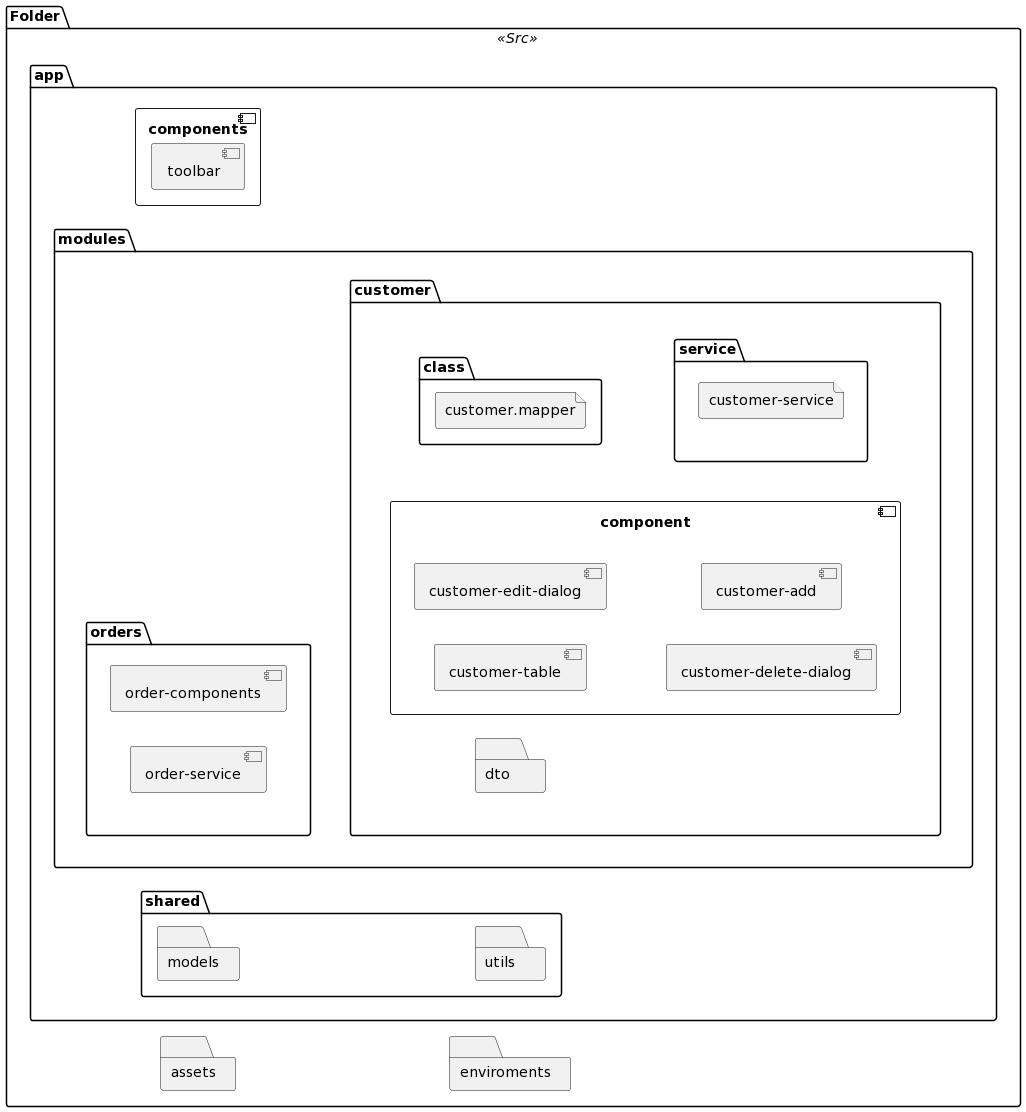 Folder
«Src»
app
components
toolbar
modules
customer
class
customer.mapper
service
customer-service
component
customer-edit-dialog
customer-add
customer-table
customer-delete-dialog
dto
orders
order-components
order-service
shared
models
utils
assets
enviroments